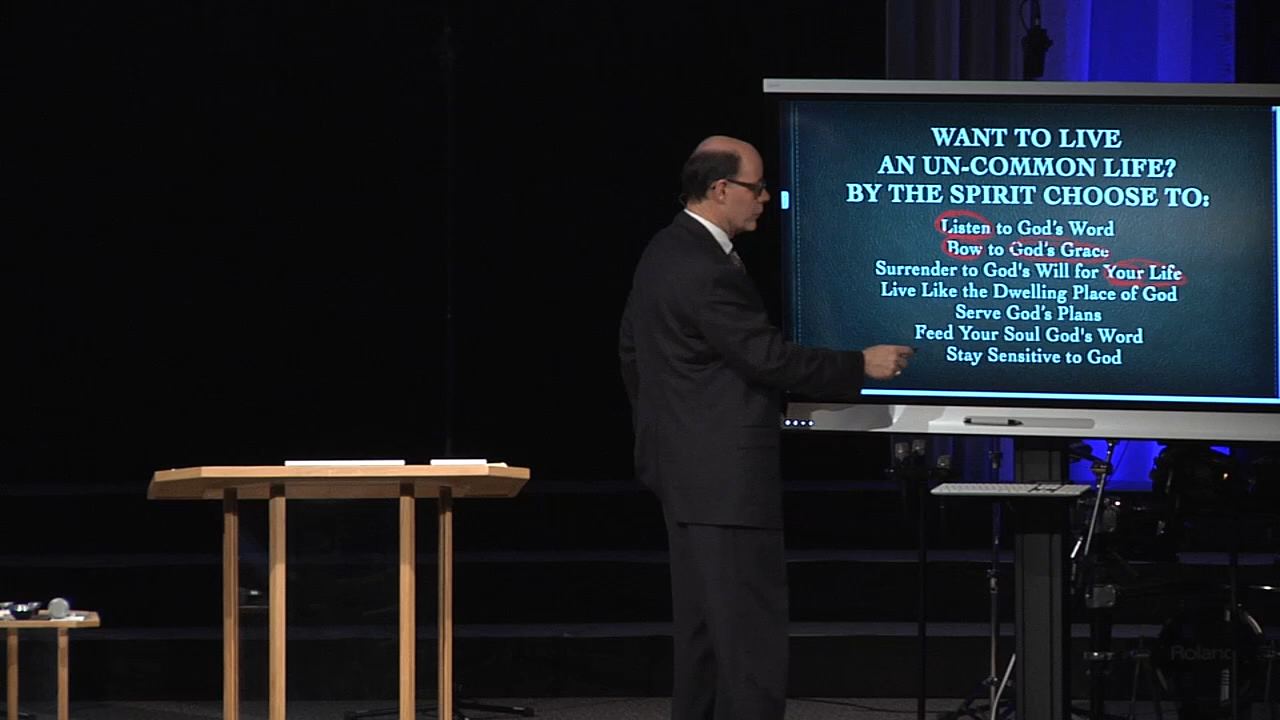 WANT TO LIVE
AN UN-COMMON LIFE?
BY THE SPIRIT CHOOSE TO:
Listen to God's Word
Bow to God's Grace
Surrender to God's Will for Your Life
Live Like the Dwelling Place of God
Serve God's Plans
Feed Your Soul God's Word
Stay Sensitive to God
Roland